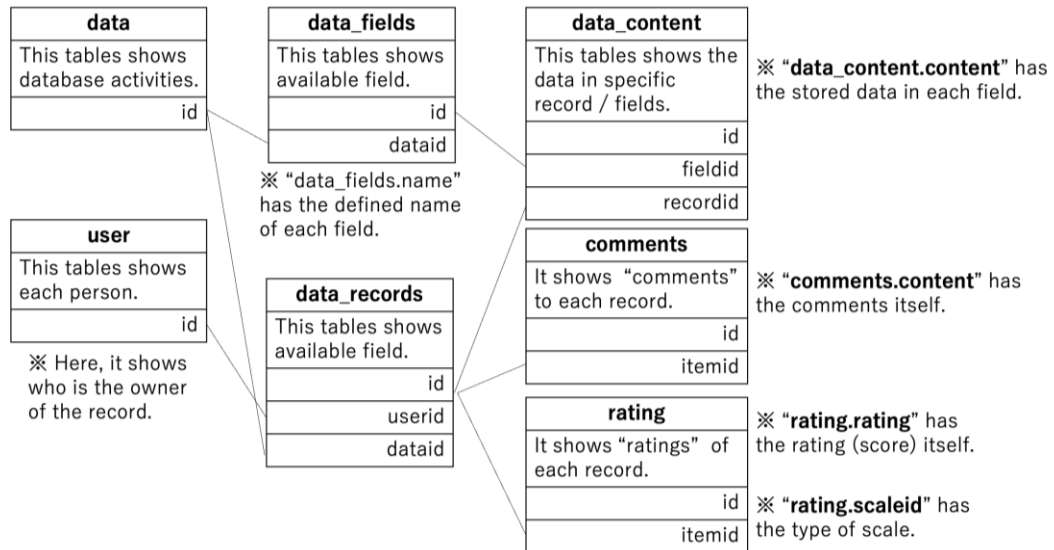 data
This tables shows
database activities.
id
data_fields
This tables shows
available field.
id
dataid
※ “data_fields.name”
has the defined name
of each field.
data_content
This tables shows the
data in specific
record / fields.
id
fieldid
recordid
※ “data_content.content” has
the stored data in each field.
user
This tables shows
each person.
id
※ Here, it shows
who is the owner
of the record.
data_records
This tables shows
available field.
id
userid
dataid
comments
It shows “comments”
to each record.
id
itemid
※ “comments.content” has
the comments itself.
rating
It shows “ratings” of
each record.
id
itemid
※ “rating.rating” has
the rating (score) itself.
※ “rating.scaleid” has
the type of scale.